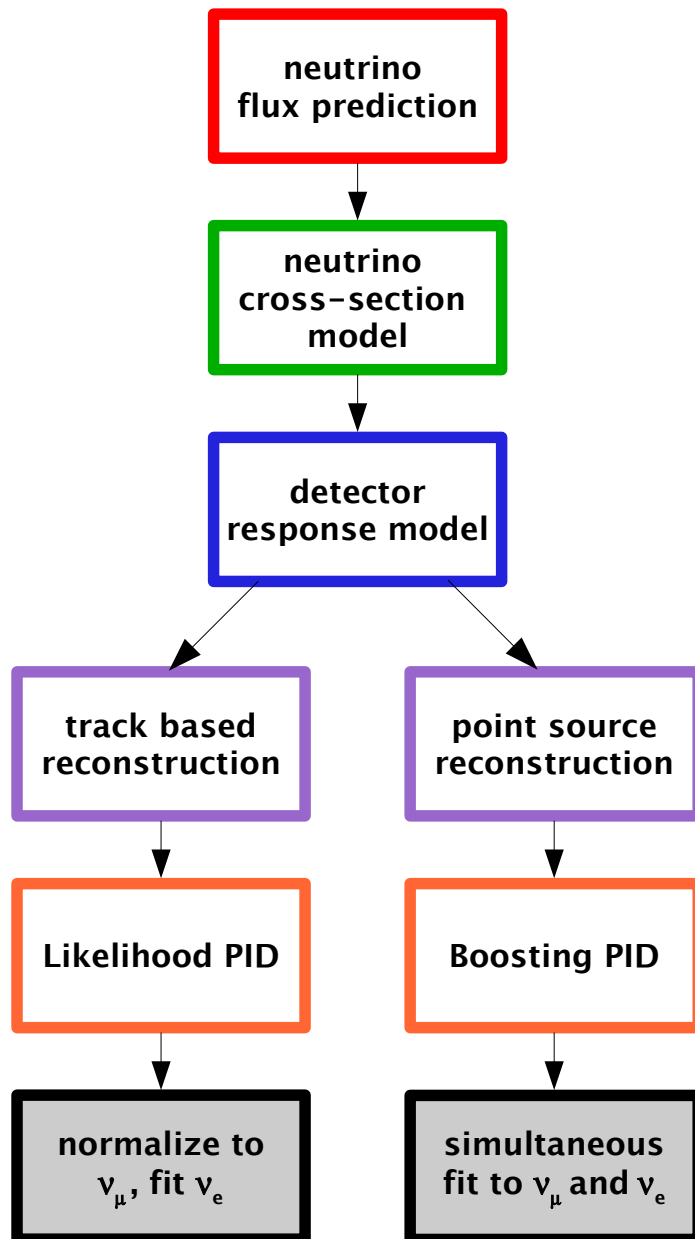 neutrino
flux prediction
neutrino
cross-section
model
detector
response model
track based
reconstruction
point source
reconstruction
Likelihood PID
Boosting PID
normalize to
νμ, fit νe
simultaneous
fit to νμ and νe